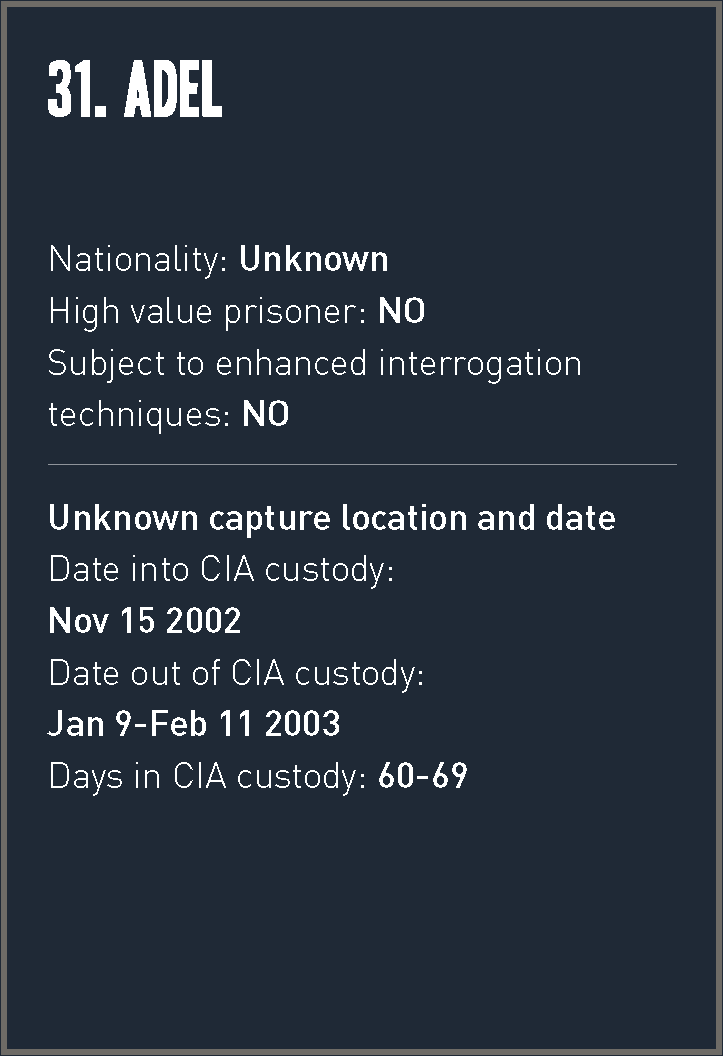 31. ADEL
Nationality: Unknown
High value prisoner: NO
Subject to enhanced interrogation
techniques: NO
Unknown capture location and date
Date into CIA custody:
Nov 15 2002
Date out of CIA custody:
Jan 9-Feb 11 2003
Days in CIA custody: 60-69